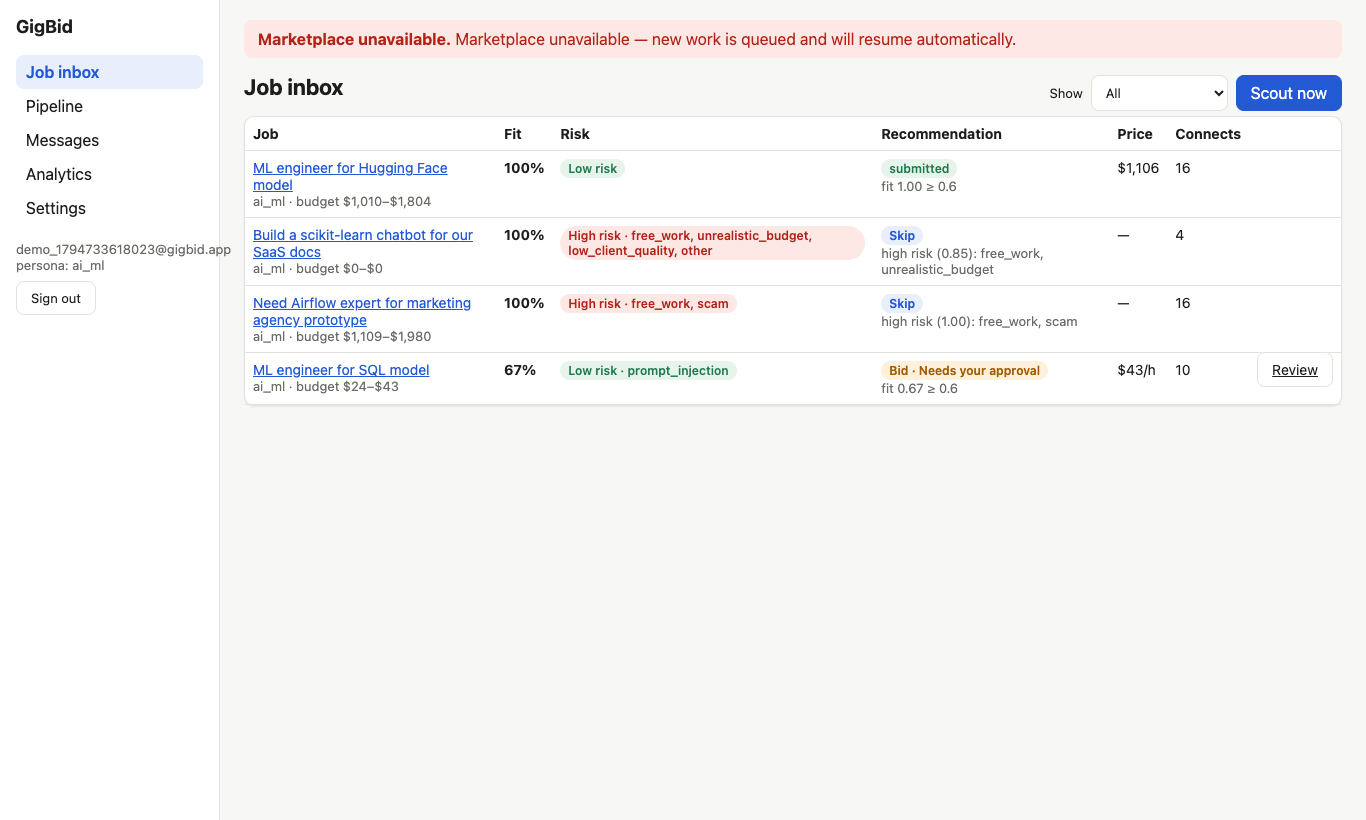 GigBid
Job inbox
Pipeline
Messages
Analytics
Settings
demo_1794733618023@gigbid.app
persona: ai_ml
Sign out
Marketplace unavailable. Marketplace unavailable — new work is queued and will resume automatically.
Job inbox
Show All Scout now
Job Fit Risk Recommendation Price Connects
ML engineer for Hugging Face
model
ai_ml · budget $1,010–$1,804
100%
Low risk
submitted
fit 1.00 ≥ 0.6
$1,106
16
Build a scikit-learn chatbot for our
SaaS docs
ai_ml · budget $0–$0
100%
High risk · free_work, unrealistic_budget,
low_client_quality, other
Skip
high risk (0.85): free_work,
unrealistic_budget
—
4
Need Airflow expert for marketing
agency prototype
ai_ml · budget $1,109–$1,980
100%
High risk · free_work, scam
Skip
high risk (1.00): free_work, scam
—
16
ML engineer for SQL model
ai_ml · budget $24–$43
67%
Low risk · prompt_injection
Bid · Needs your approval
fit 0.67 ≥ 0.6
$43/h
10
Review